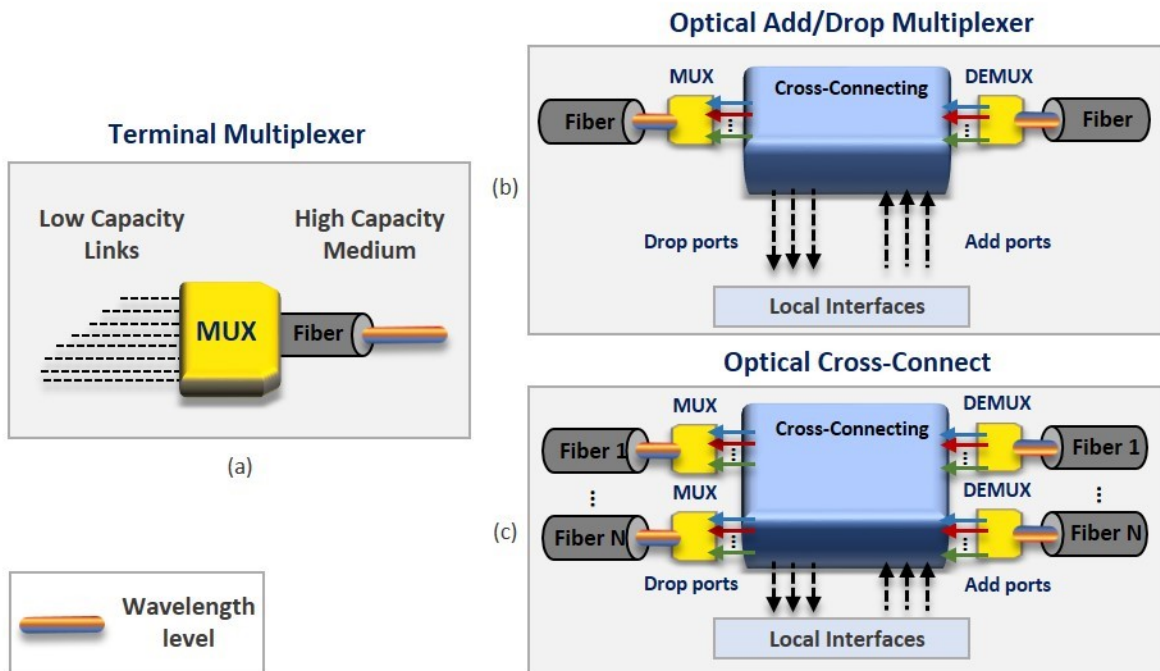 Terminal Multiplexer
Low Capacity
Links
High Capacity
Medium
MUX
Fiber
(a)
Wavelength
level
Optical Add/Drop Multiplexer
MUX
DEMUX
Cross-Connecting
Fiber
Fiber
(b)
Drop ports
Add ports
Local Interfaces
Optical Cross-Connect
MUX
DEMUX
Cross-Connecting
Fiber 1
Fiber 1
MUX
DEMUX
Fiber N
Fiber N
(c)
Drop ports
Add ports
Local Interfaces